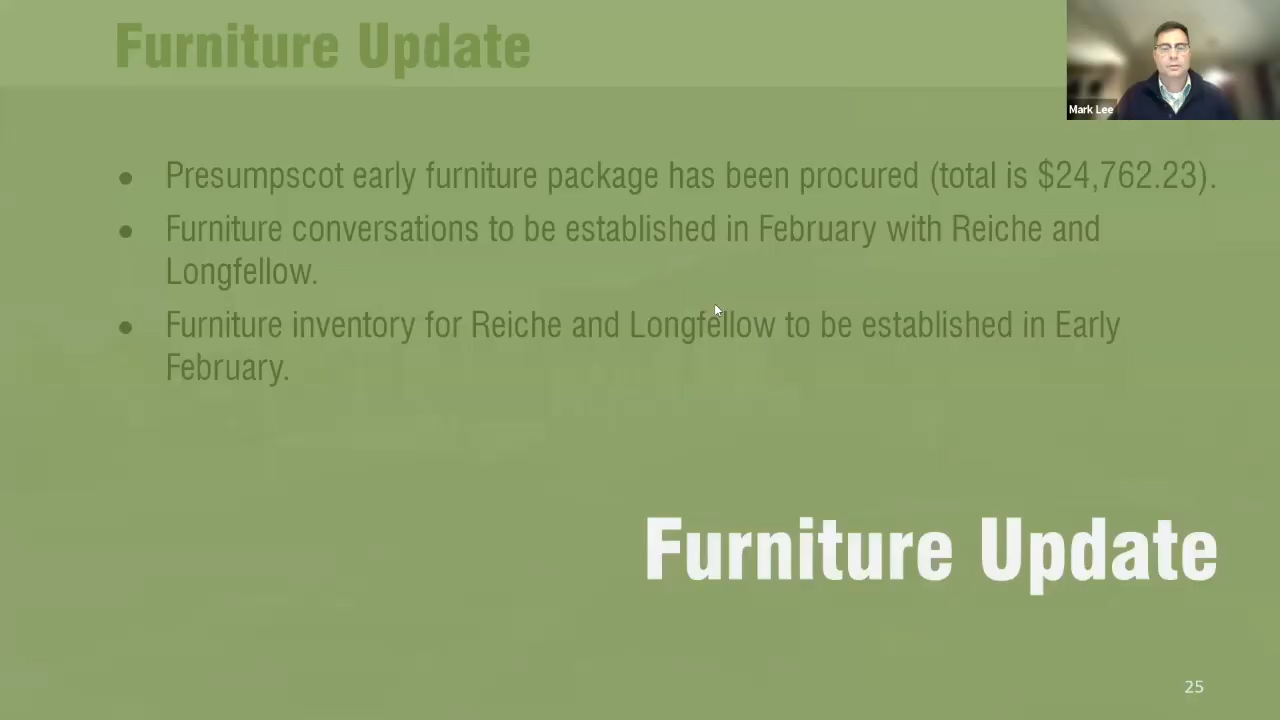 Furniture Update
Mark Lee
• Presumpscot early furniture package has been procured (total is $24,762.23).
• Furniture conversations to be established in February with Reiche and
Longfellow.
• Furniture inventory for Reiche and Longfellow to be established in Early
February.
Furniture Update
25